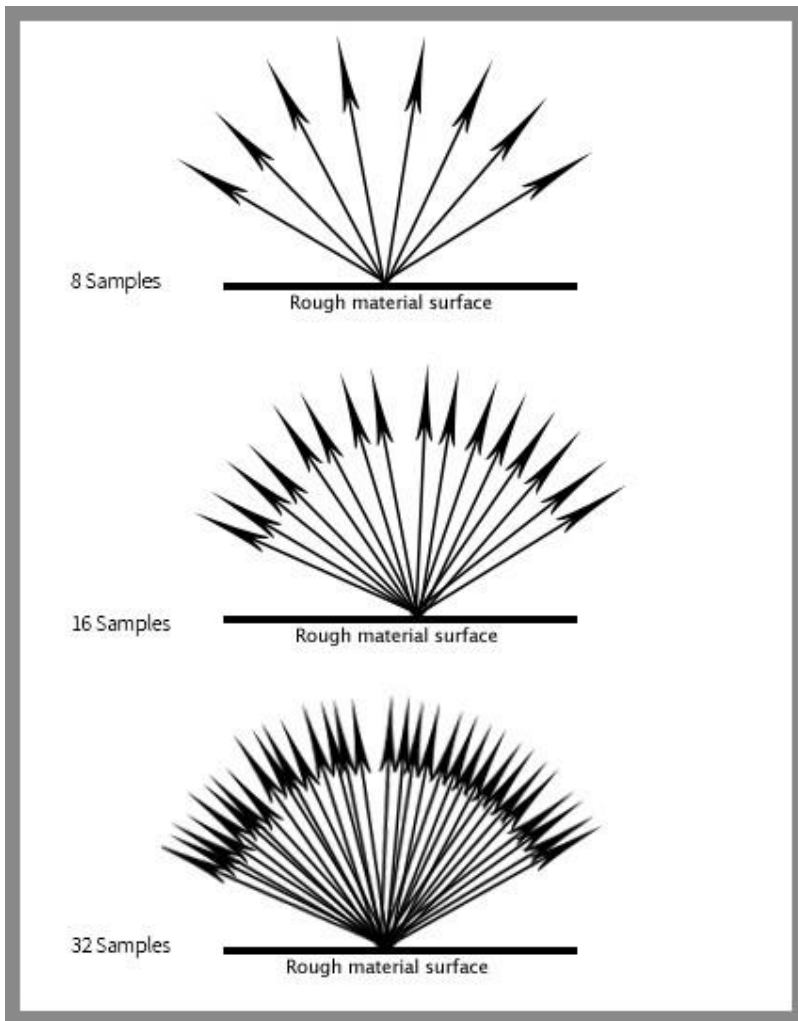 8 Samples
Rough material surface
16 Samples
Rough material surface
32 Samples
Rough material surface